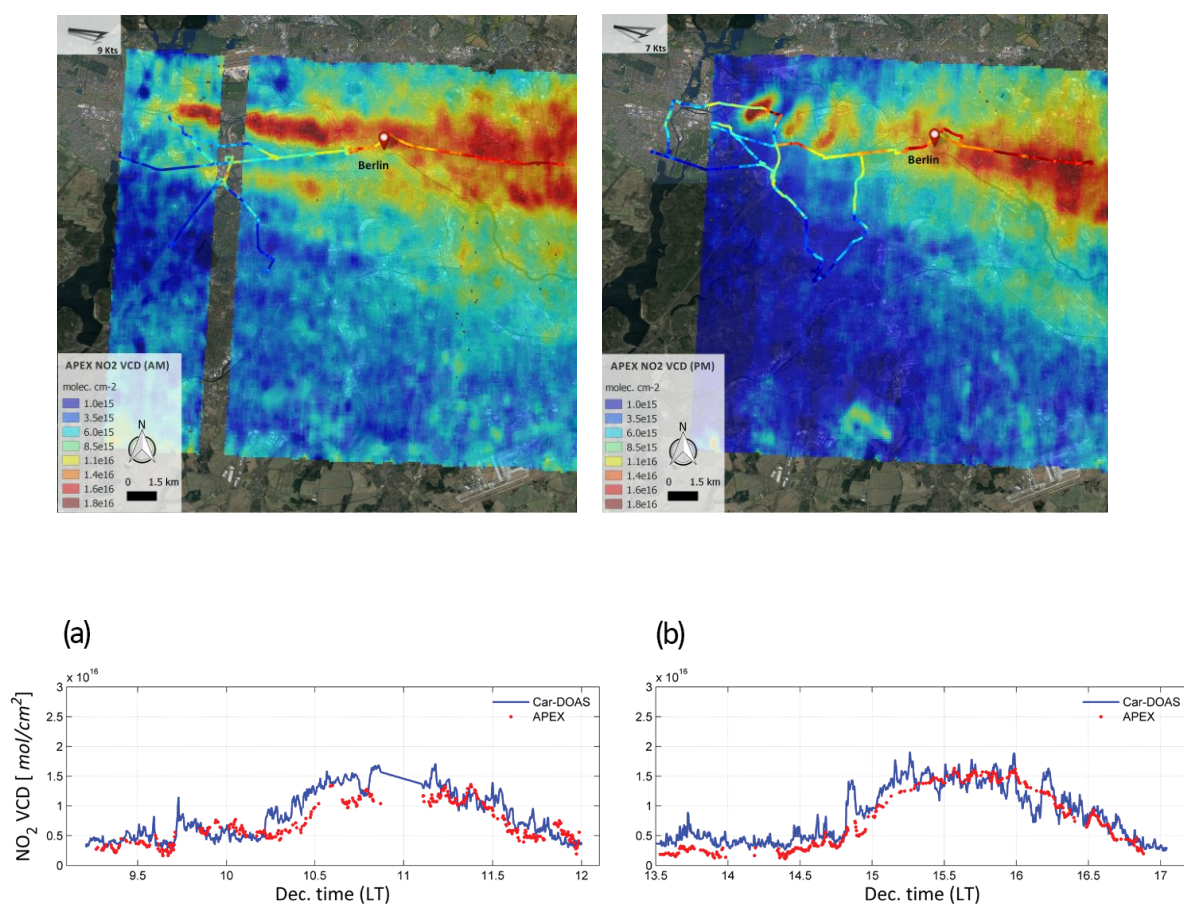 9 Kts
Berlin
APEX NO2 VCD (AM)
molec. cm-2
1.0e15
3.5e15
6.0e15
8.5e15
1.1e16
1.4e16
1.6e16
1.8e16
N
0 1.5 km
7 Kts
Berlin
APEX NO2 VCD (PM)
molec. cm-2
1.0e15
3.5e15
6.0e15
8.5e15
1.1e16
1.4e16
1.6e16
1.8e16
N
0 1.5 km
(a)
x 10^16
NO2 VCD [ mol/cm2]
3
2.5
2
1.5
1
0.5
0
Car-DOAS
APEX
9.5 10 10.5 11 11.5 12
Dec. time (LT)
(b)
x 10^16
3
2.5
2
1.5
1
0.5
0
Car-DOAS
APEX
13.5 14 14.5 15 15.5 16 16.5 17
Dec. time (LT)